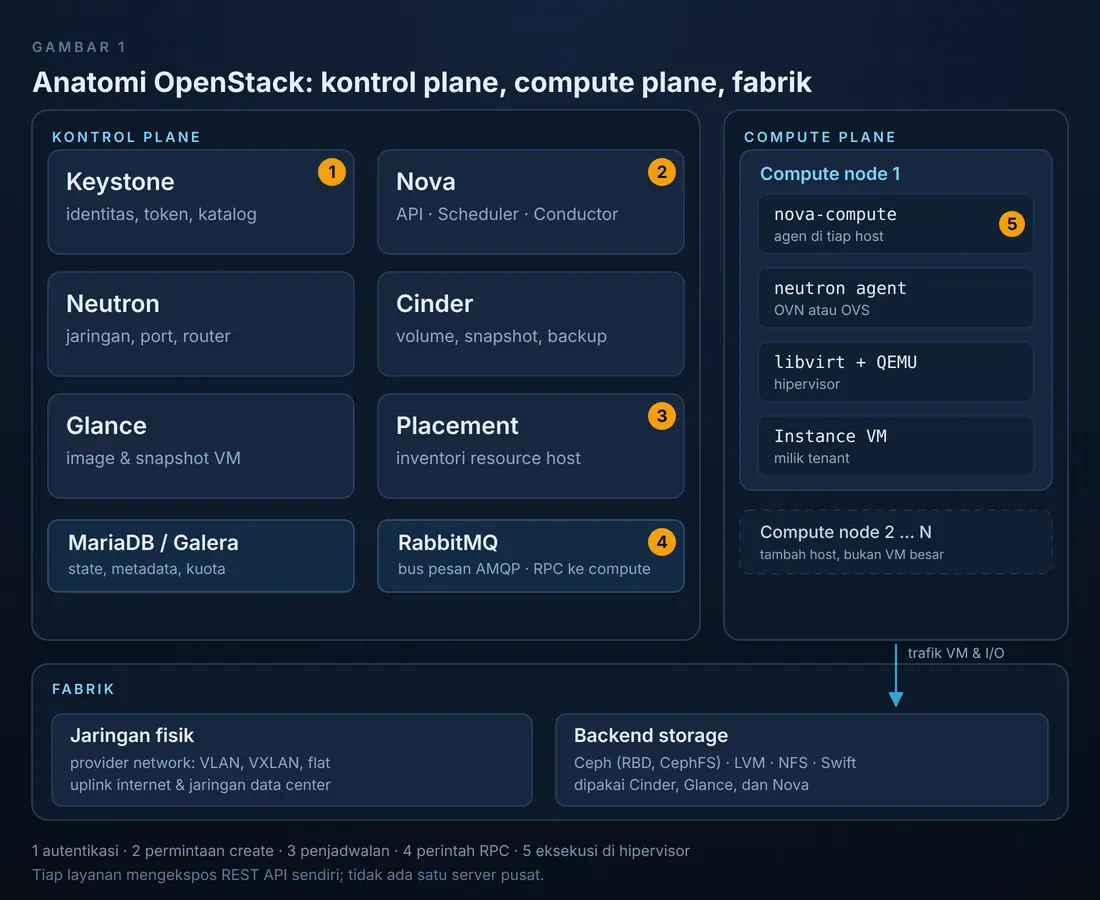 GAMBAR 1
Anatomi OpenStack: kontrol plane, compute plane, fabrik
KONTROL PLANE
Keystone
1
identitas, token, katalog
Nova
2
API · Scheduler · Conductor
Neutron
jaringan, port, router
Cinder
volume, snapshot, backup
Glance
image & snapshot VM
Placement
3
inventori resource host
MariaDB / Galera
state, metadata, kuota
RabbitMQ
4
bus pesan AMQP · RPC ke compute
COMPUTE PLANE
Compute node 1
nova-compute
agen di tiap host
5
neutron agent
OVN atau OVS
libvirt + QEMU
hipervisor
Instance VM
milik tenant
Compute node 2 ... N
tambah host, bukan VM besar
trafik VM & I/O
FABRIK
Jaringan fisik
provider network: VLAN, VXLAN, flat
uplink internet & jaringan data center
Backend storage
Ceph (RBD, CephFS) · LVM · NFS · Swift
dipakai Cinder, Glance, dan Nova
1 autentikasi · 2 permintaan create · 3 penjadwalan · 4 perintah RPC · 5 eksekusi di hipervisor
Tiap layanan mengekspos REST API sendiri; tidak ada satu server pusat.